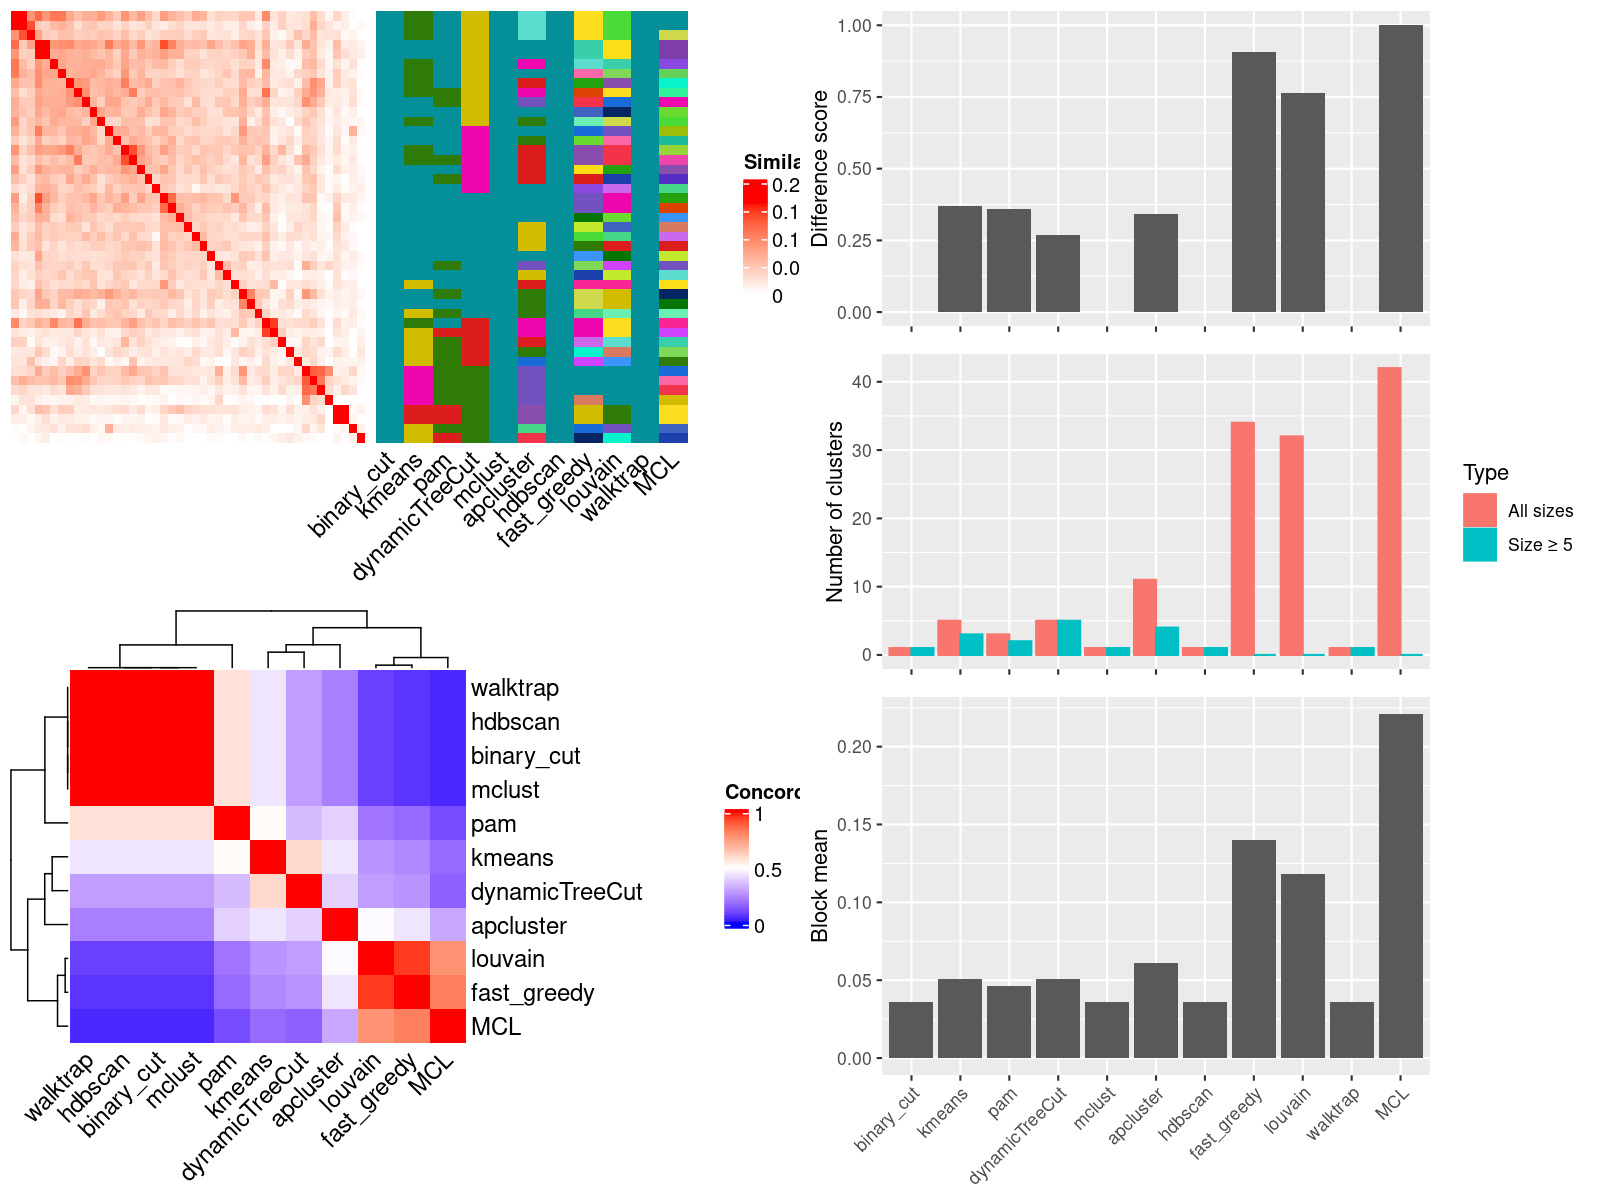 Simila
0.2
0.1
0.1
0.0
0
binary_cut
kmeans
pam
dynamicTreeCut
mclust
apcluster
hdbscan
fast_greedy
louvain
walktrap
MCL
walktrap
hdbscan
binary_cut
mclust
pam
kmeans
dynamicTreeCut
apcluster
louvain
fast_greedy
MCL
walktrap
hdbscan
binary_cut
mclust
pam
kmeans
dynamicTreeCut
apcluster
louvain
fast_greedy
MCL
Concord
1
0.5
0
Difference score
1.00
0.75
0.50
0.25
0.00
Number of clusters
40
30
20
10
0
Type
All sizes
Size ≥ 5
Block mean
0.20
0.15
0.10
0.05
0.00
binary_cut
kmeans
pam
dynamicTreeCut
mclust
apcluster
hdbscan
fast_greedy
louvain
walktrap
MCL